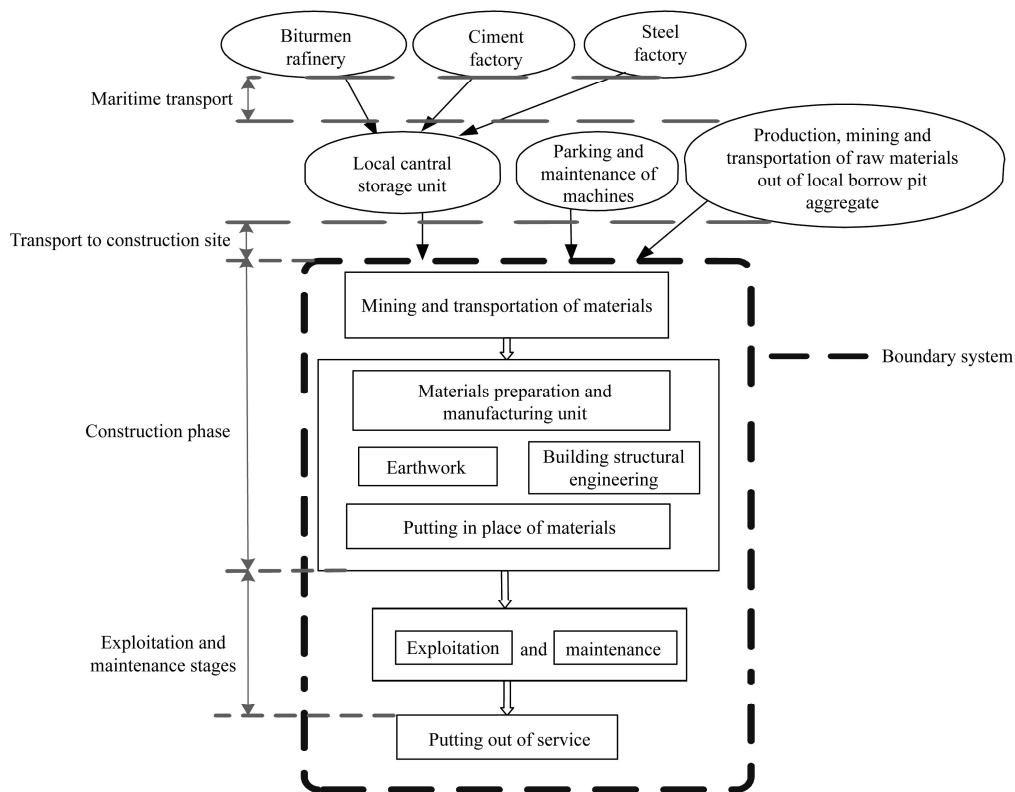 Biturmen
rafinery
Ciment
factory
Steel
factory
Maritime transport
Local cantral
storage unit
Parking and
maintenance of
machines
Production, mining and
transportation of raw materials
out of local borrow pit
aggregate
Transport to construction site
Mining and transportation of materials
Boundary system
Materials preparation and
manufacturing unit
Construction phase
Earthwork
Building structural
engineering
Putting in place of materials
Exploitation and
maintenance stages
Exploitation and maintenance
Putting out of service